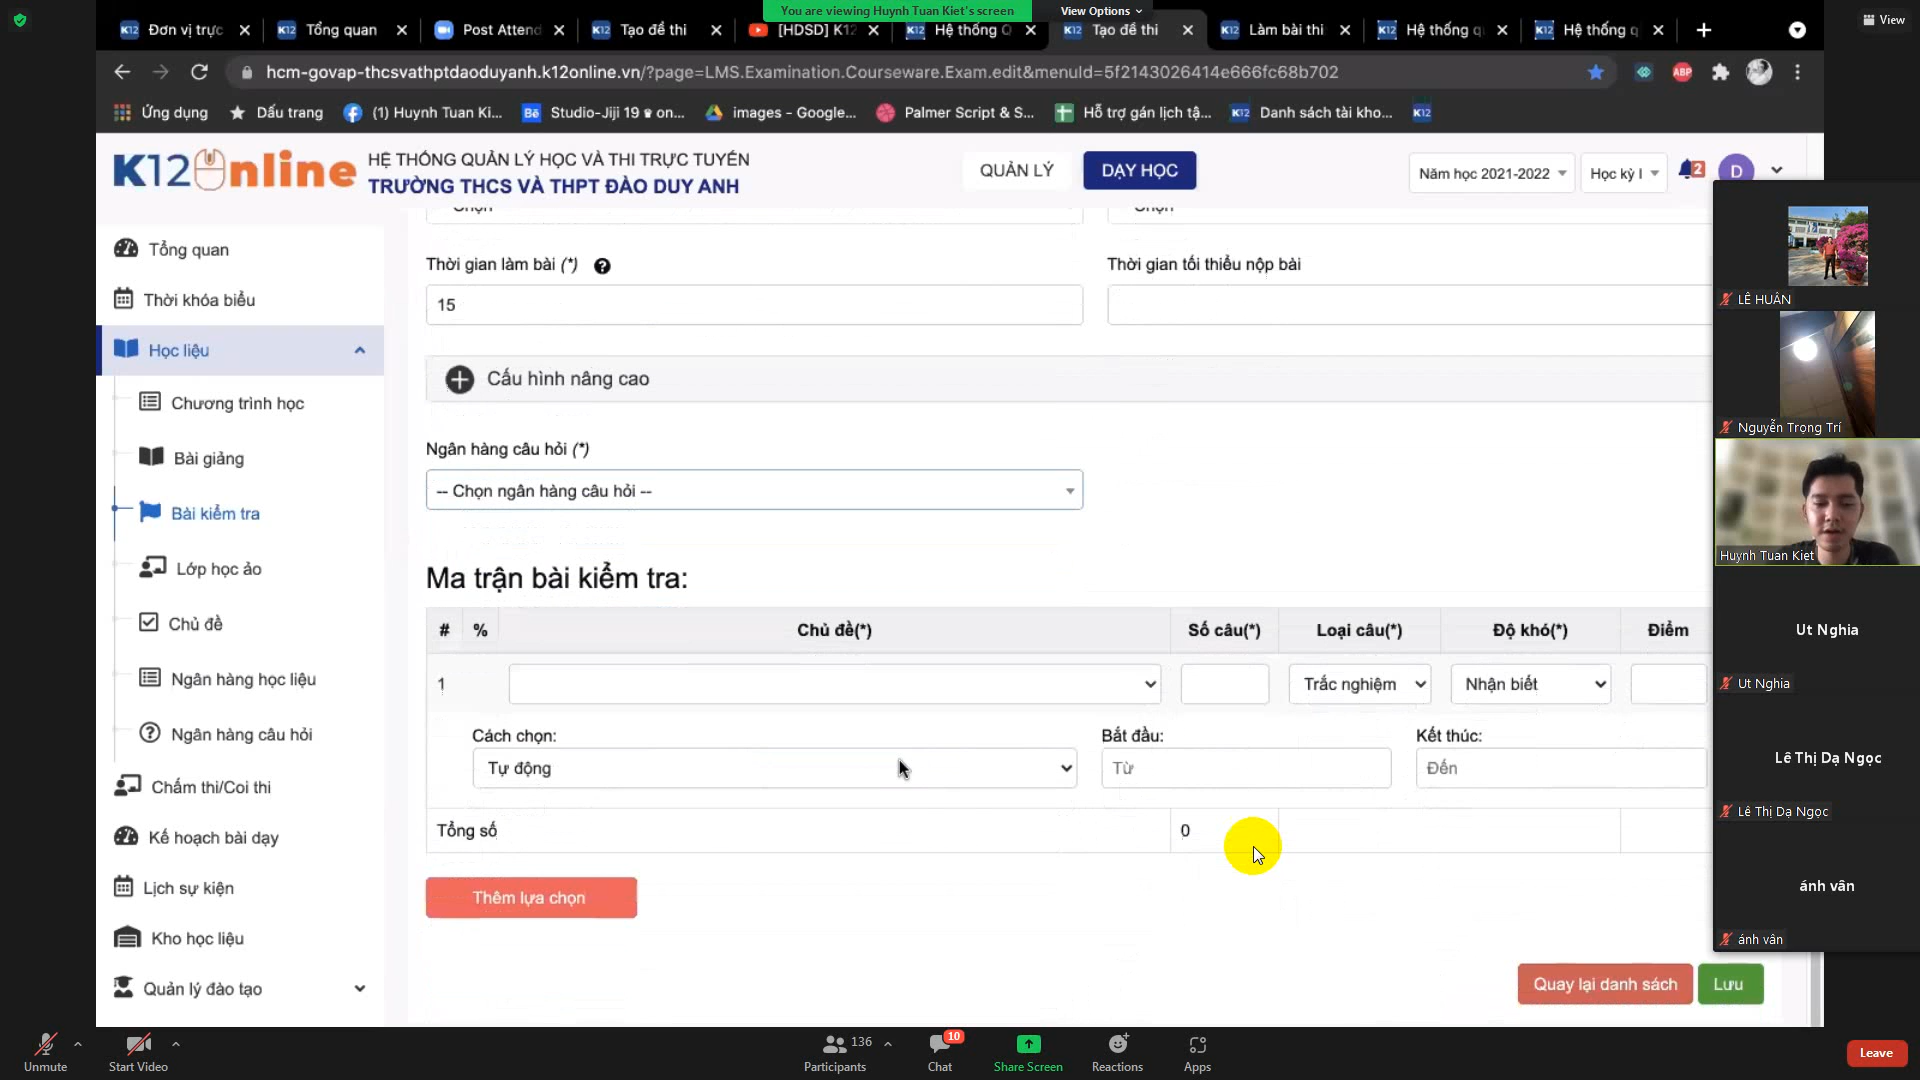 You are viewing Huynh Tuan Kiet's screen
View Options
View
Đơn vị trực
Tổng quan
Post Attend
Tạo đề thi
[HDSD] K12
Hệ thống Q
Tạo đề thi
Làm bài thi
Hệ thống q
Hệ thống q
hcm-govap-thcsvathptdaoduyanh.k12online.vn/?page=LMS.Examination.Courseware.Exam.edit&menuId=5f2143026414e666fc68b702
ABP
Ứng dụng
Dấu trang
(1) Huynh Tuan Ki...
Studio-Jiji 19 ♛ on...
images - Google...
Palmer Script & S...
Hỗ trợ gán lịch tậ...
Danh sách tài kho...
K12
K12Online
HỆ THỐNG QUẢN LÝ HỌC VÀ THI TRỰC TUYẾN
TRƯỜNG THCS VÀ THPT ĐÀO DUY ANH
QUẢN LÝ
DẠY HỌC
Năm học 2021-2022
Học kỳ I
2
D
Tổng quan
Thời khóa biểu
Học liệu
Chương trình học
Bài giảng
Bài kiểm tra
Lớp học ảo
Chủ đề
Ngân hàng học liệu
Ngân hàng câu hỏi
Chấm thi/Coi thi
Kế hoạch bài dạy
Lịch sự kiện
Kho học liệu
Quản lý đào tạo
Thời gian làm bài (*)
15
Thời gian tối thiểu nộp bài
Cấu hình nâng cao
Ngân hàng câu hỏi (*)
-- Chọn ngân hàng câu hỏi --
Ma trận bài kiểm tra:
# % Chủ đề(*) Số câu(*) Loại câu(*) Độ khó(*) Điểm
1 Trắc nghiệm Nhận biết
Cách chọn: Bắt đầu: Kết thúc:
Tự động Từ Đến
Tổng số 0
Thêm lựa chọn
Quay lại danh sách
Lưu
LÊ HUÂN
Nguyễn Trọng Trí
Huynh Tuan Kiet
Ut Nghia
Ut Nghia
Lê Thị Dạ Ngọc
Lê Thị Dạ Ngọc
ánh vân
ánh vân
Unmute
Start Video
136
Participants
10
Chat
Share Screen
Reactions
Apps
Leave